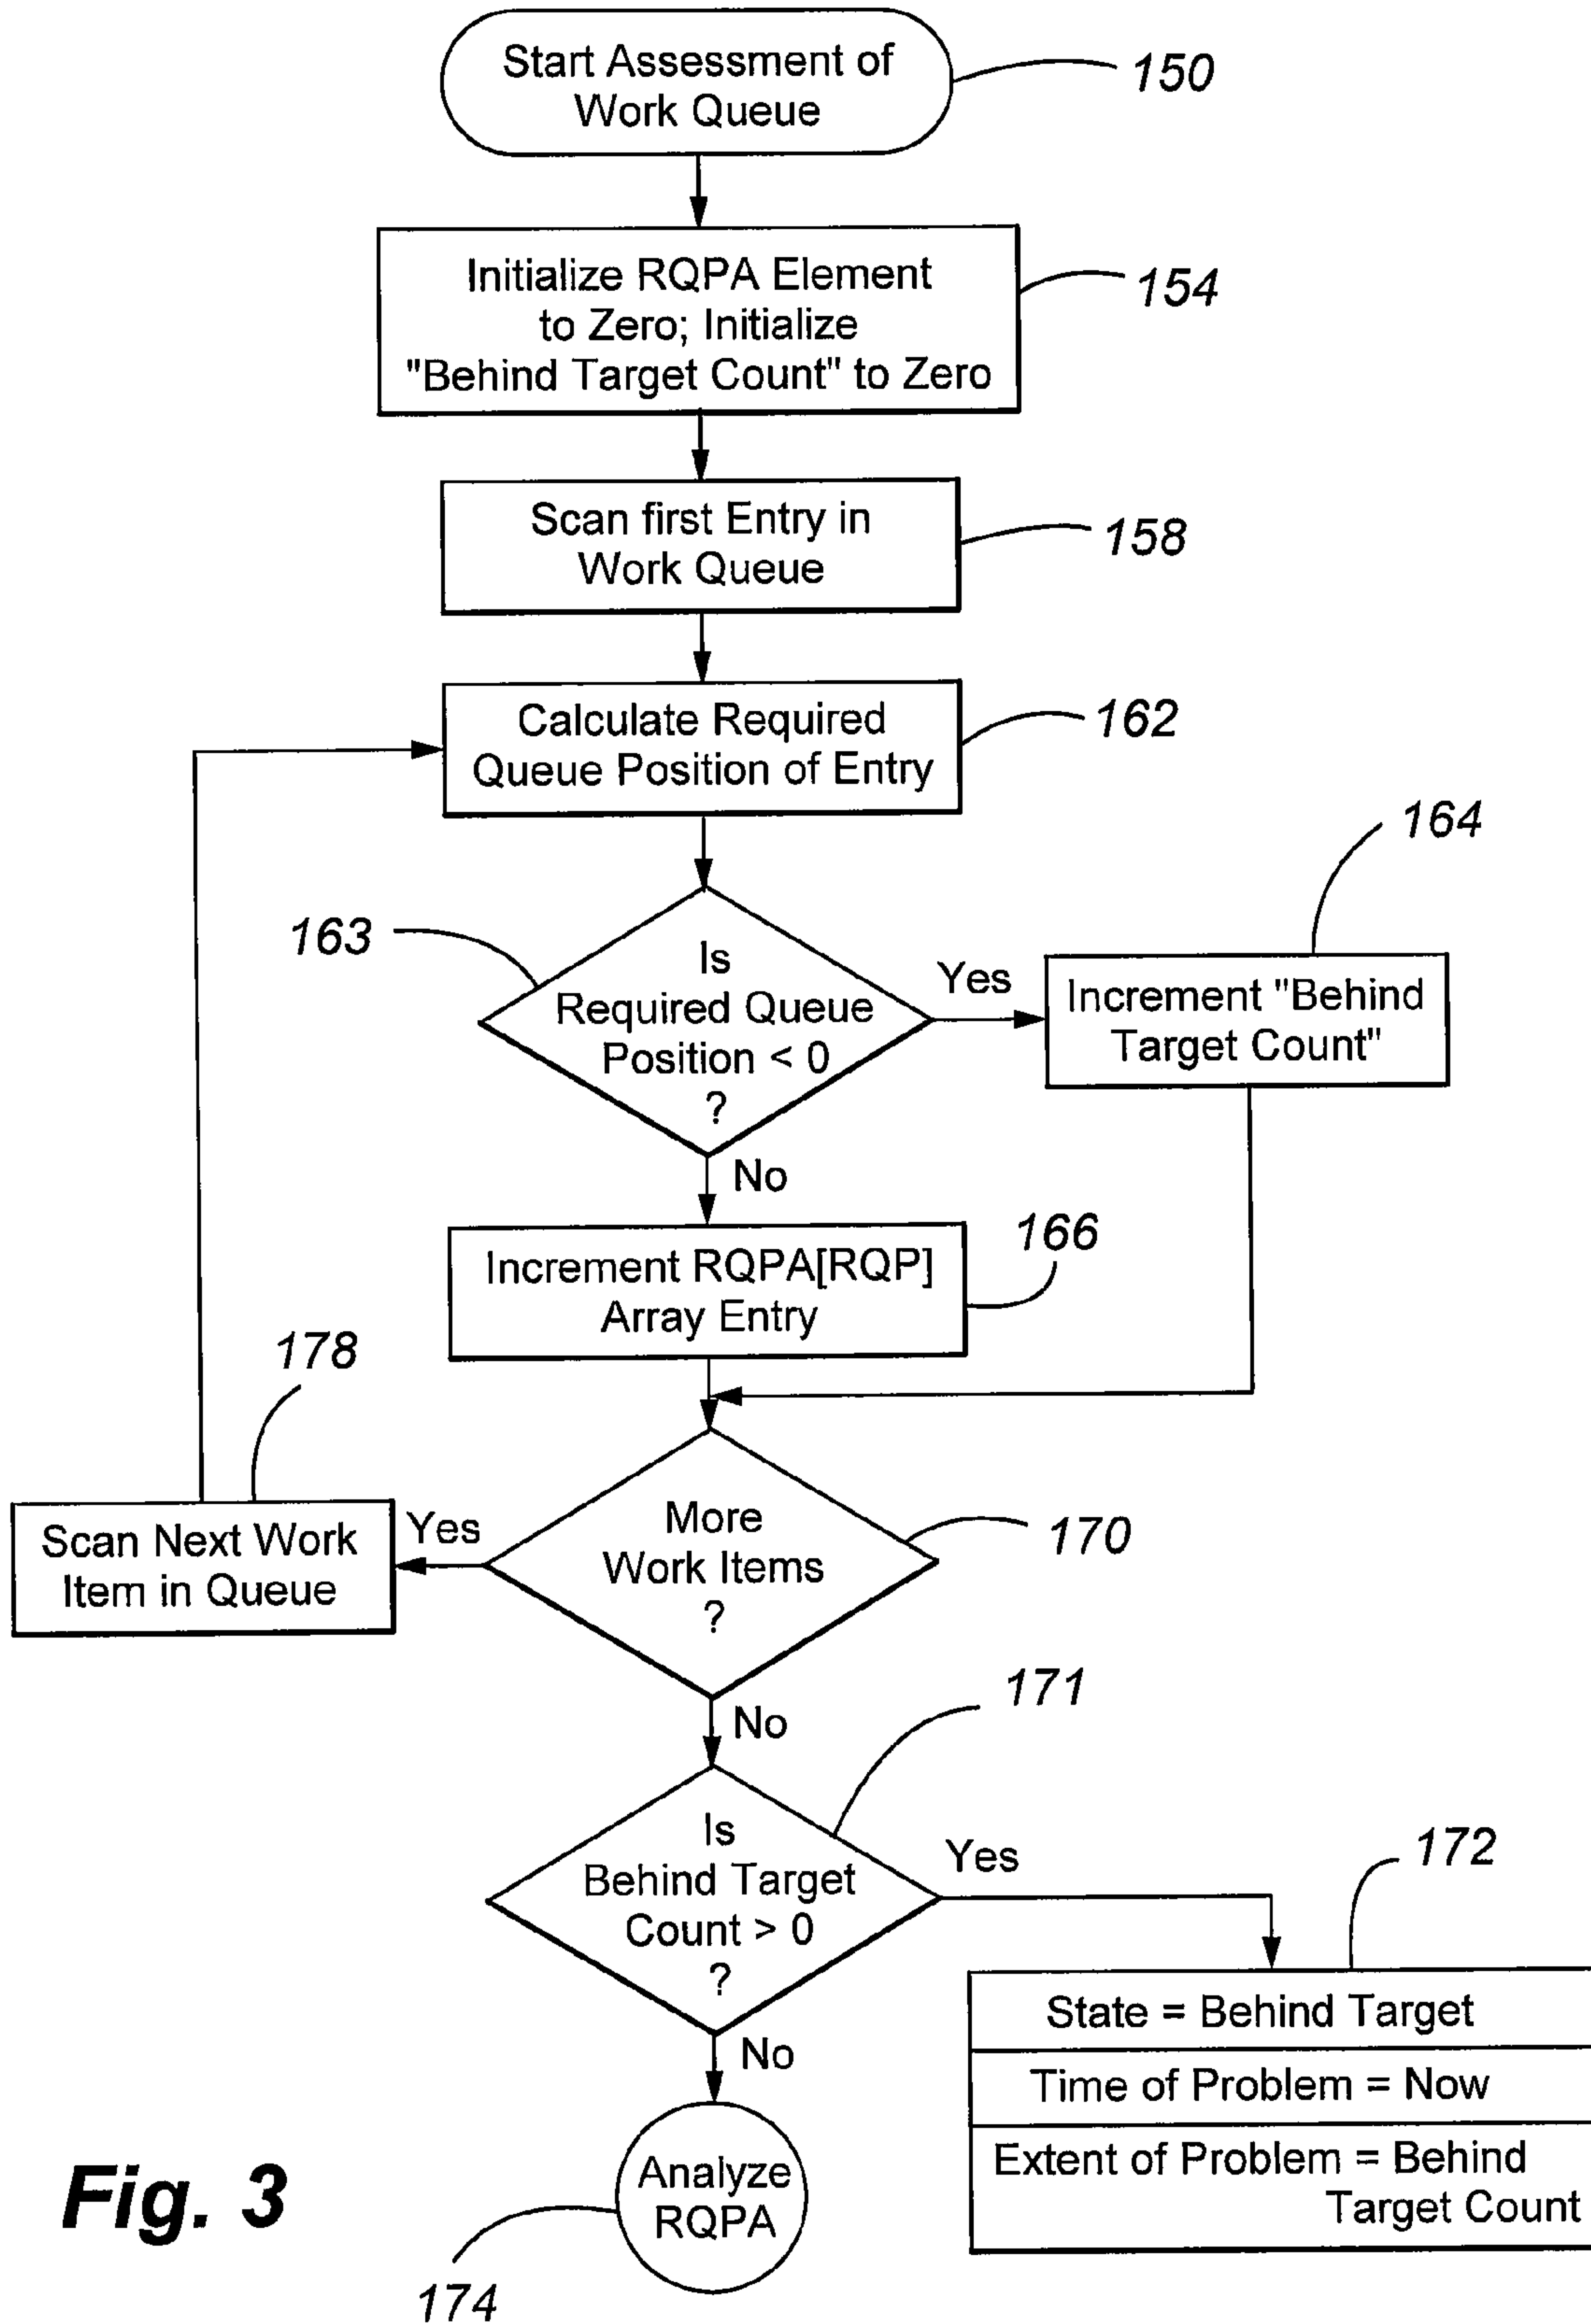 Start Assessment of
Work Queue
150
Initialize RQPA Element
to Zero; Initialize
"Behind Target Count" to Zero
154
Scan first Entry in
Work Queue
158
Calculate Required
Queue Position of Entry
162
163
Is
Required Queue
Position < 0
?
Yes
164
Increment "Behind
Target Count"
No
Increment RQPA[RQP]
Array Entry
166
178
Scan Next Work
Item in Queue
Yes
More
Work Items
?
170
No
171
Is
Behind Target
Count > 0
?
Yes
172
State = Behind Target
Time of Problem = Now
Extent of Problem = Behind
Target Count
No
Analyze
RQPA
174
Fig. 3